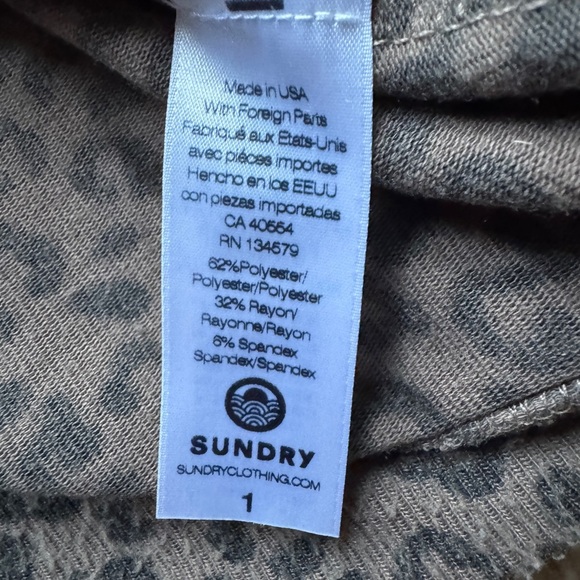 Made in USA
With Foreign Parts
Fabriqué aux Etats-Unis
avec pièces importes
Hencho en los EEUU
con piezas importadas
CA 40554
RN 134579
62%Polyester/
Polyester/Polyester
32% Rayon/
Rayonne/Rayon
6% Spandex
Spandex/Spandex
SUNDRY
SUNDRYCLOTHING.COM
1